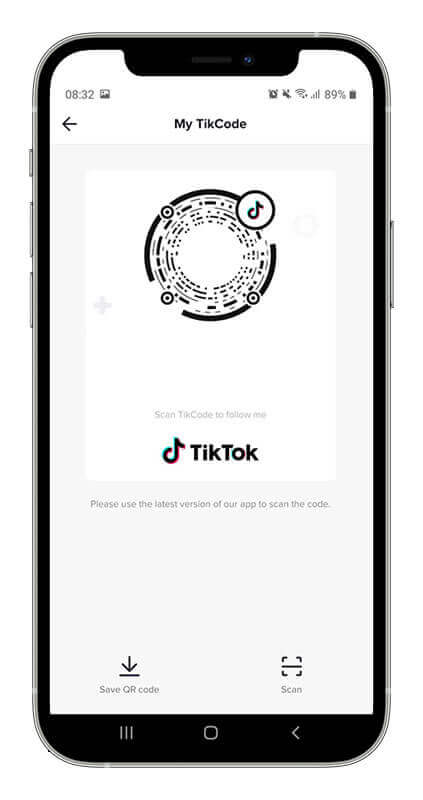 08:32 89%
My TikCode
Scan TikCode to follow me
TikTok
Please use the latest version of our app to scan the code.
Save QR code Scan